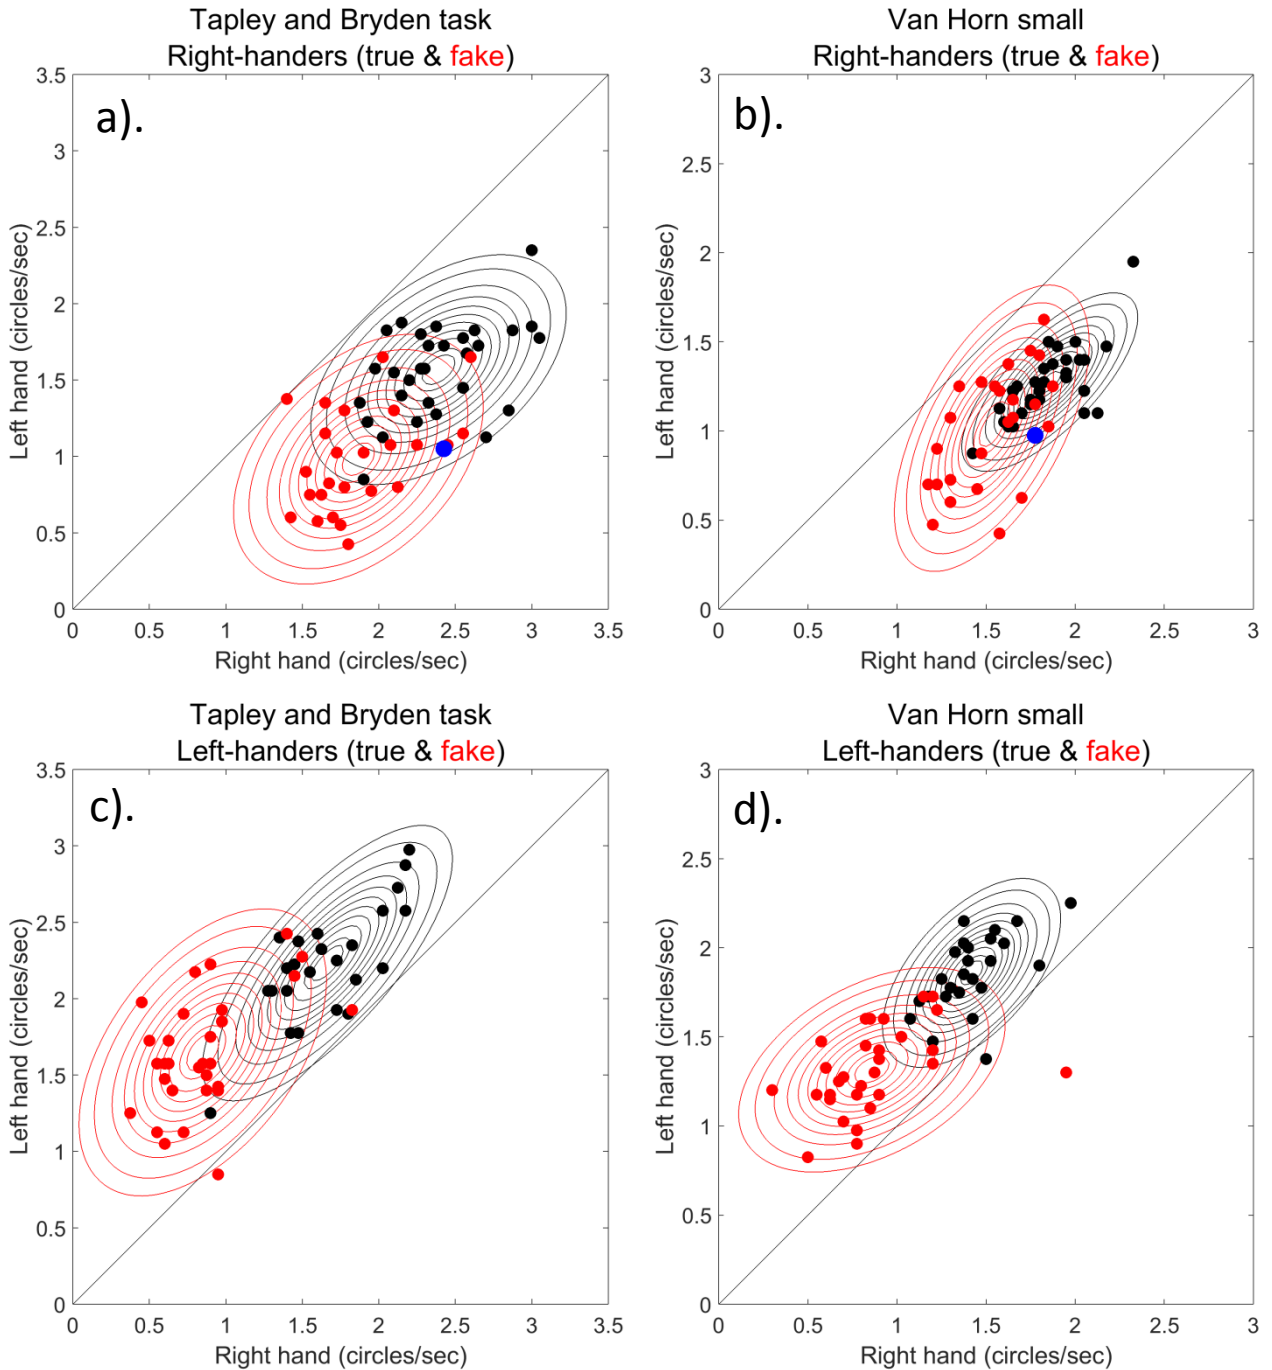 Tapley and Bryden task
Right-handers (true & fake)
a).
3.5
3
2.5
2
1.5
1
0.5
0
Left hand (circles/sec)
0 0.5 1 1.5 2 2.5 3 3.5
Right hand (circles/sec)
Van Horn small
Right-handers (true & fake)
b).
3
2.5
2
1.5
1
0.5
0
Left hand (circles/sec)
0 0.5 1 1.5 2 2.5 3
Right hand (circles/sec)
Tapley and Bryden task
Left-handers (true & fake)
c).
3.5
3
2.5
2
1.5
1
0.5
0
Left hand (circles/sec)
0 0.5 1 1.5 2 2.5 3 3.5
Right hand (circles/sec)
Van Horn small
Left-handers (true & fake)
d).
3
2.5
2
1.5
1
0.5
0
Left hand (circles/sec)
0 0.5 1 1.5 2 2.5 3
Right hand (circles/sec)